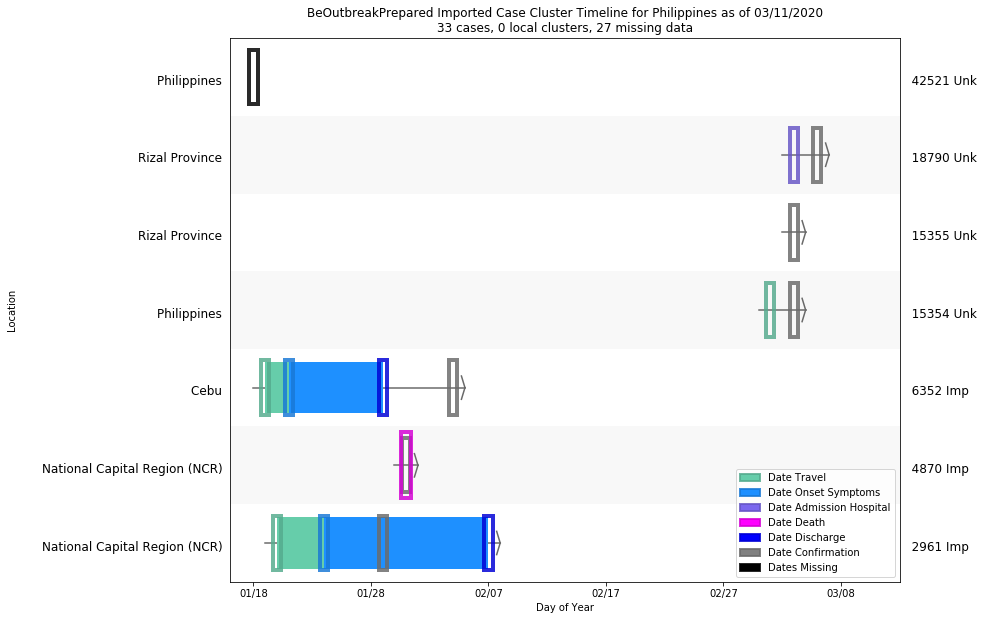 BeOutbreakPrepared Imported Case Cluster Timeline for Philippines as of 03/11/2020
33 cases, 0 local clusters, 27 missing data
Philippines 42521 Unk
Rizal Province 18790 Unk
Rizal Province 15355 Unk
Philippines 15354 Unk
Location
Cebu 6352 Imp
National Capital Region (NCR) 4870 Imp
National Capital Region (NCR) 2961 Imp
Date Travel
Date Onset Symptoms
Date Admission Hospital
Date Death
Date Discharge
Date Confirmation
Dates Missing
01/18 01/28 02/07 02/17 02/27 03/08
Day of Year